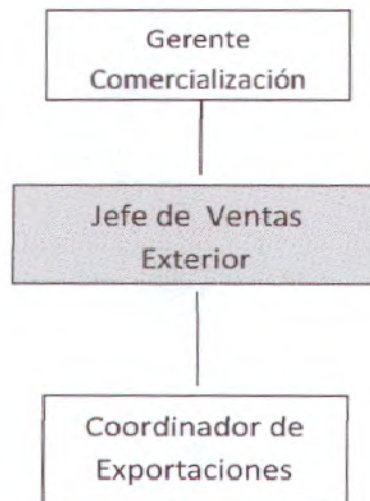 Gerente
Comercialización
Jefe de Ventas
Exterior
Coordinador de
Exportaciones